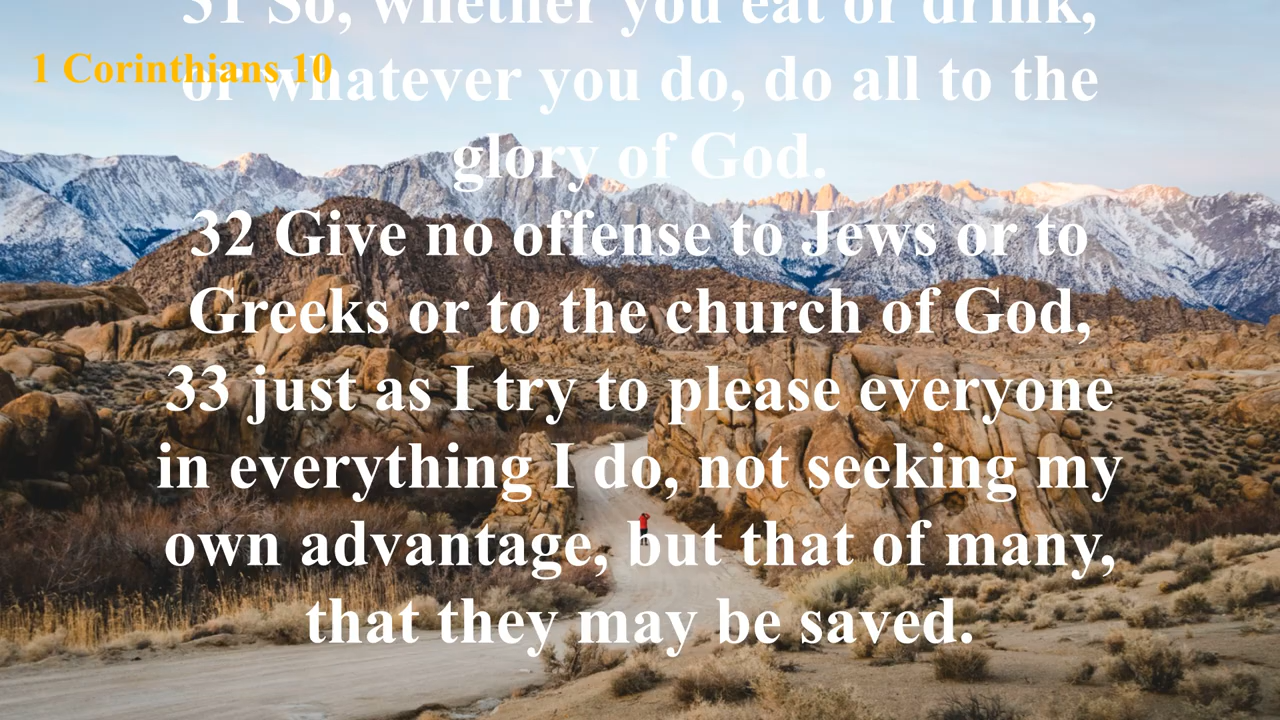 31 So, whether you eat or drink,
1 Corinthians 10
or whatever you do, do all to the
glory of God.
32 Give no offense to Jews or to
Greeks or to the church of God,
33 just as I try to please everyone
in everything I do, not seeking my
own advantage, but that of many,
that they may be saved.